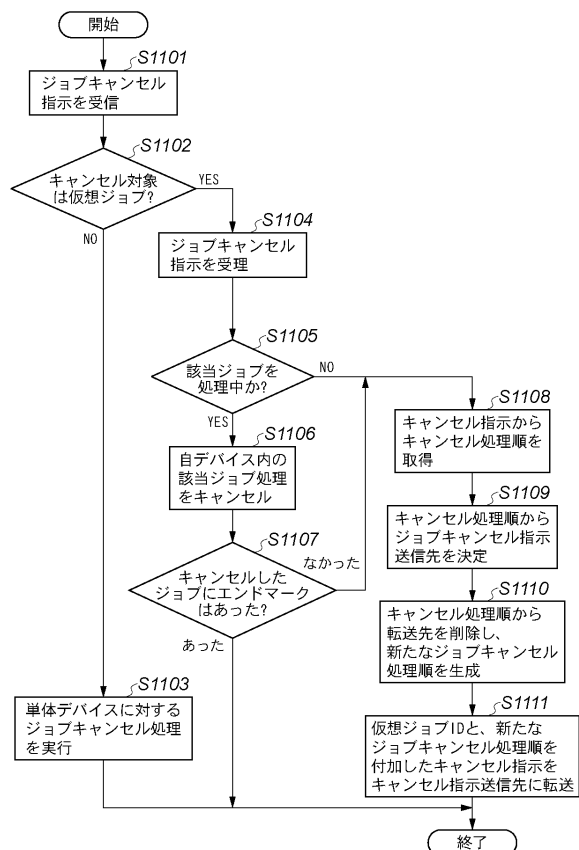 開始
S1101
ジョブキャンセル
指示を受信
S1102
キャンセル対象
は仮想ジョブ?
YES
NO
S1104
ジョブキャンセル
指示を受理
S1105
該当ジョブを
処理中か?
NO
YES
S1106
自デバイス内の
該当ジョブ処理
をキャンセル
S1107
キャンセルした
ジョブにエンドマーク
はあった?
なかった
あった
S1103
単体デバイスに対する
ジョブキャンセル処理
を実行
S1108
キャンセル指示から
キャンセル処理順を
取得
S1109
キャンセル処理順から
ジョブキャンセル指示
送信先を決定
S1110
キャンセル処理順から
転送先を削除し、
新たなジョブキャンセル
処理順を生成
S1111
仮想ジョブIDと、新たな
ジョブキャンセル処理順を
付加したキャンセル指示を
キャンセル指示送信先に転送
終了